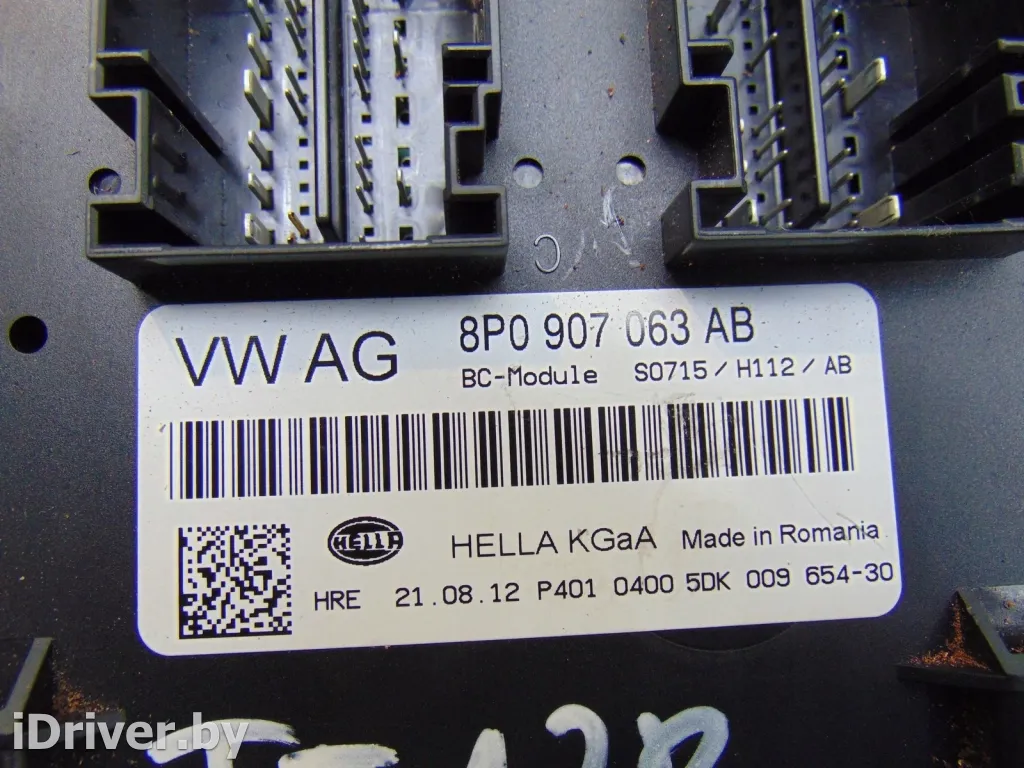 VW AG
8P0 907 063 AB
BC-Module S0715 / H112 / AB
HELLA
HELLA KGaA Made in Romania
HRE 21.08.12 P401 0400 5DK 009 654-30
iDriver.by